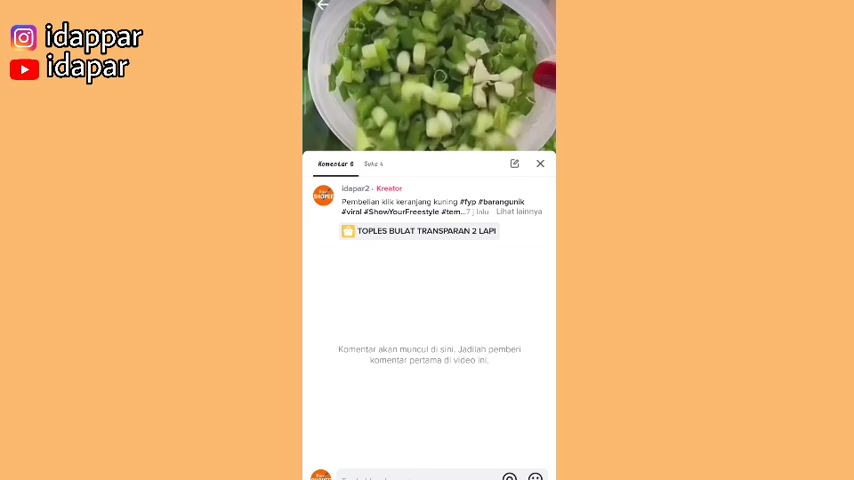 idappar
idapar
Komentar 6 Suka 4
idapar2 · Kreator
Pembelian klik keranjang kuning #fyp #barangunik
#viral #ShowYourFreestyle #tem... 7 j lalu Lihat lainnya
TOPLES BULAT TRANSPARAN 2 LAPI
Komentar akan muncul di sini. Jadilah pemberi
komentar pertama di video ini.